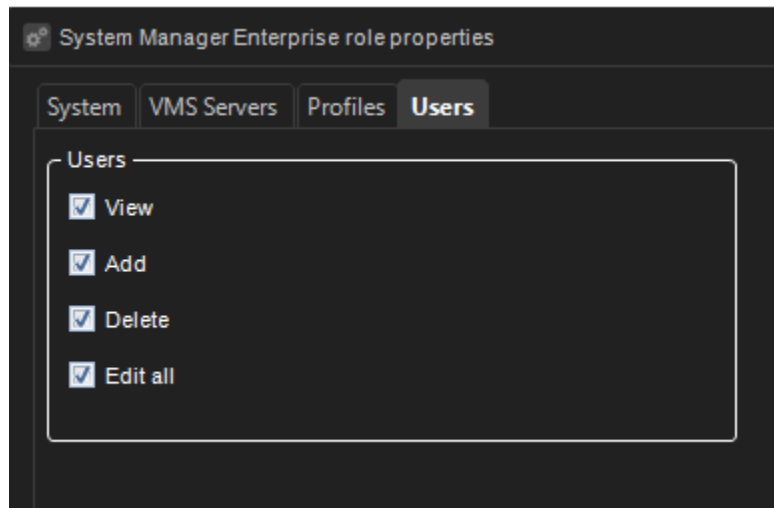 System Manager Enterprise role properties
System VMS Servers Profiles Users
Users
View
Add
Delete
Edit all